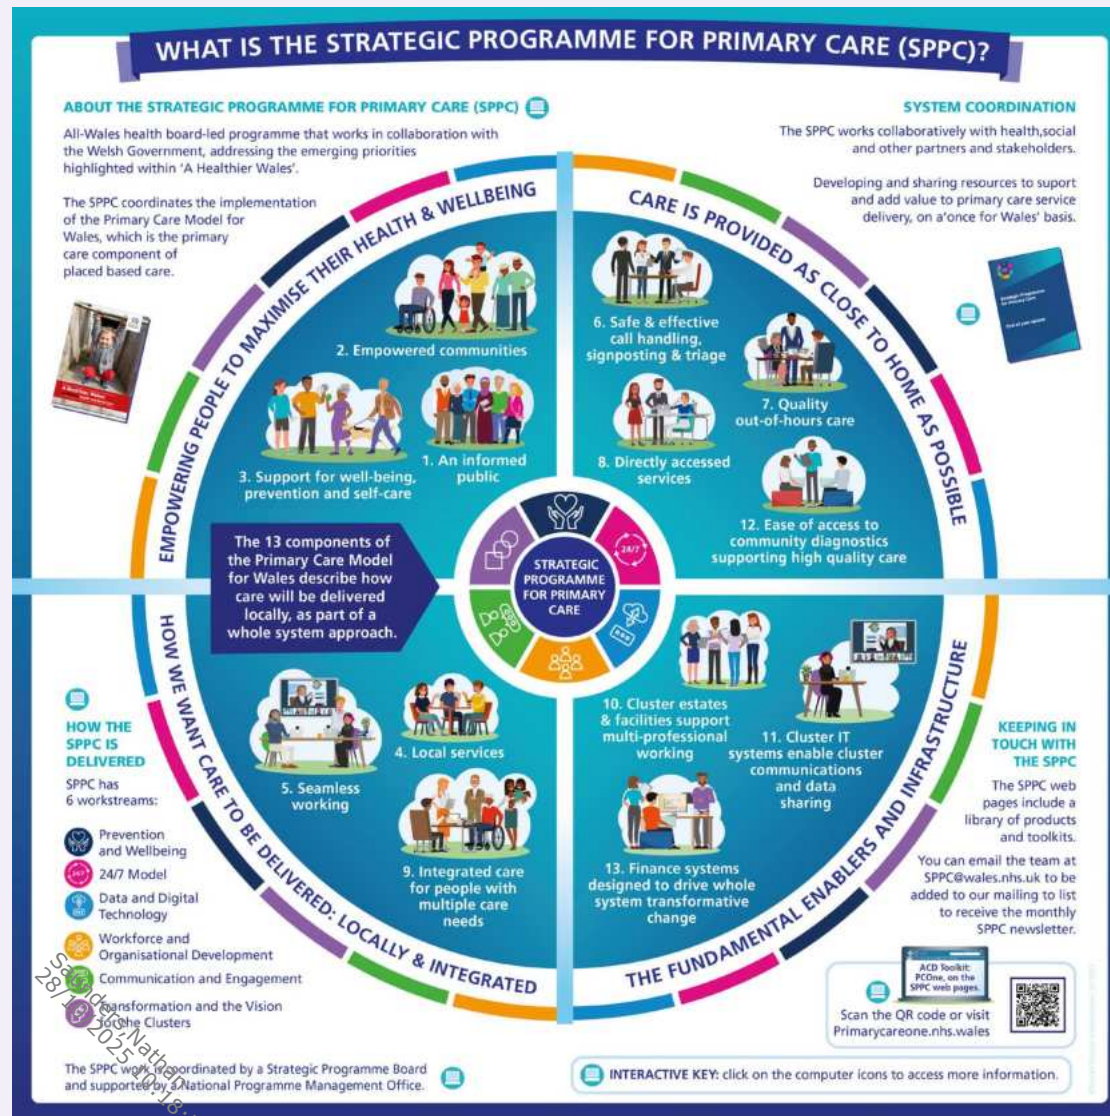 WHAT IS THE STRATEGIC PROGRAMME FOR PRIMARY CARE (SPPC)?
ABOUT THE STRATEGIC PROGRAMME FOR PRIMARY CARE (SPPC)
All-Wales health board-led programme that works in collaboration with
the Welsh Government, addressing the emerging priorities
highlighted within 'A Healthier Wales'.
The SPPC coordinates the implementation
of the Primary Care Model for
Wales, which is the primary
care component of
placed based care.
SYSTEM COORDINATION
The SPPC works collaboratively with health,social
and other partners and stakeholders.
Developing and sharing resources to suport
and add value to primary care service
delivery, on a'once for Wales' basis.
Strategic Programme
for Primary Care
EMPOWERING PEOPLE TO MAXIMISE THEIR HEALTH & WELLBEING
2. Empowered communities
3. Support for well-being,
prevention and self-care
1. An informed
public
CARE IS PROVIDED AS CLOSE TO HOME AS POSSIBLE
6. Safe & effective
call handling,
signposting & triage
7. Quality
out-of-hours care
8. Directly accessed
services
12. Ease of access to
community diagnostics
supporting high quality care
The 13 components of
the Primary Care Model
for Wales describe how
care will be delivered
locally, as part of a
whole system approach.
24/7
STRATEGIC
PROGRAMME
FOR PRIMARY
CARE
HOW WE WANT CARE TO BE DELIVERED: LOCALLY & INTEGRATED
4. Local services
5. Seamless
working
9. Integrated care
for people with
multiple care
needs
THE FUNDAMENTAL ENABLERS AND INFRASTRUCTURE
10. Cluster estates
& facilities support
multi-professional
working
11. Cluster IT
systems enable cluster
communications
and data
sharing
13. Finance systems
designed to drive whole
system transformative
change
HOW THE
SPPC IS
DELIVERED
SPPC has
6 workstreams:
Prevention
and Wellbeing
24/7
24/7 Model
Data and Digital
Technology
Workforce and
Organisational Development
Communication and Engagement
Transformation and the Vision
for the Clusters
The SPPC work is coordinated by a Strategic Programme Board
and supported by a National Programme Management Office.
KEEPING IN
TOUCH WITH
THE SPPC
The SPPC web
pages include a
library of products
and toolkits.
You can email the team at
SPPC@wales.nhs.uk to be
added to our mailing to list
to receive the monthly
SPPC newsletter.
ACD Toolkit:
PCOne, on the
SPPC web pages.
Scan the QR code or visit
Primarycareone.nhs.wales
INTERACTIVE KEY: click on the computer icons to access more information.